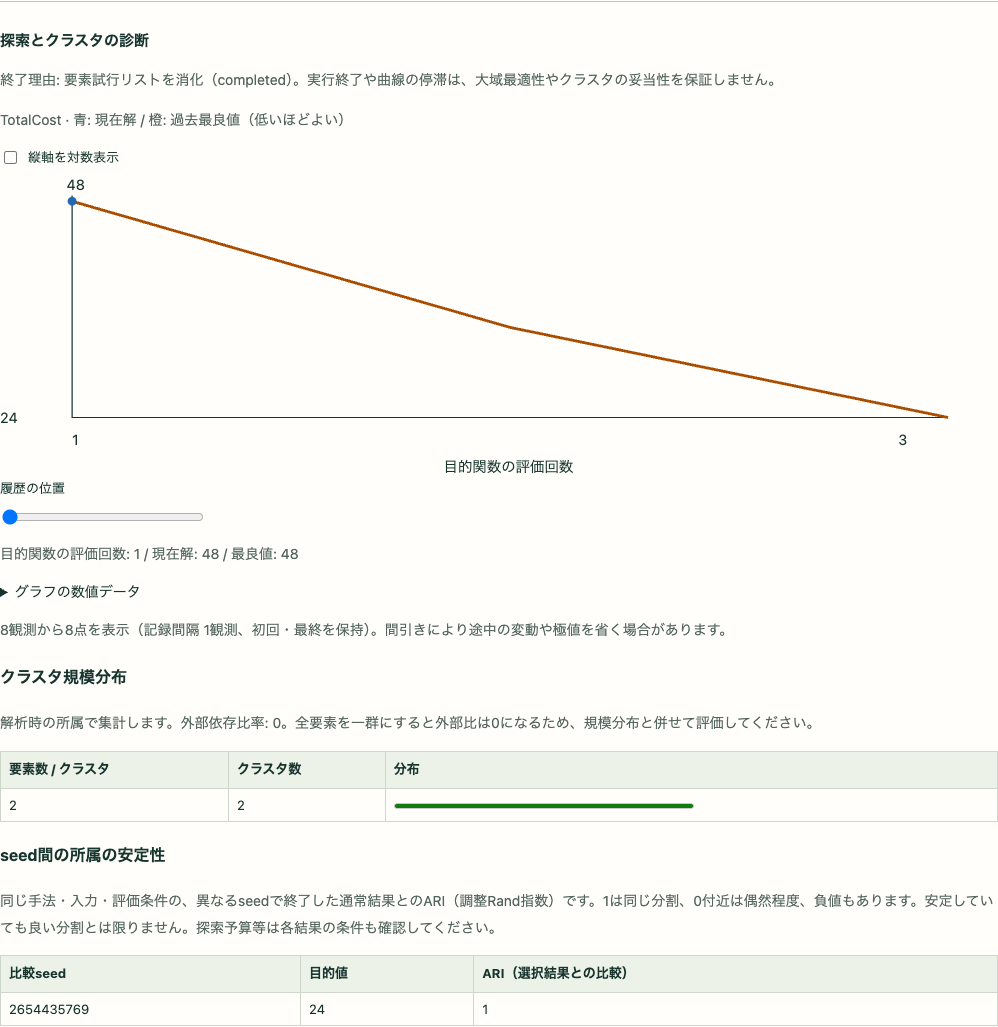 探索とクラスタの診断
終了理由: 要素試行リストを消化（completed）。実行終了や曲線の停滞は、大域最適性やクラスタの妥当性を保証しません。
TotalCost · 青: 現在解 / 橙: 過去最良値（低いほどよい）
縦軸を対数表示
48
24
1
3
目的関数の評価回数
履歴の位置
目的関数の評価回数: 1 / 現在解: 48 / 最良値: 48
▶ グラフの数値データ
8観測から8点を表示（記録間隔 1観測、初回・最終を保持）。間引きにより途中の変動や極値を省く場合があります。
クラスタ規模分布
解析時の所属で集計します。外部依存比率: 0。全要素を一群にすると外部比は0になるため、規模分布と併せて評価してください。
要素数 / クラスタ クラスタ数 分布
2 2
seed間の所属の安定性
同じ手法・入力・評価条件の、異なるseedで終了した通常結果とのARI（調整Rand指数）です。1は同じ分割、0付近は偶然程度、負値もあります。安定してい
ても良い分割とは限りません。探索予算等は各結果の条件も確認してください。
比較seed 目的値 ARI（選択結果との比較）
2654435769 24 1